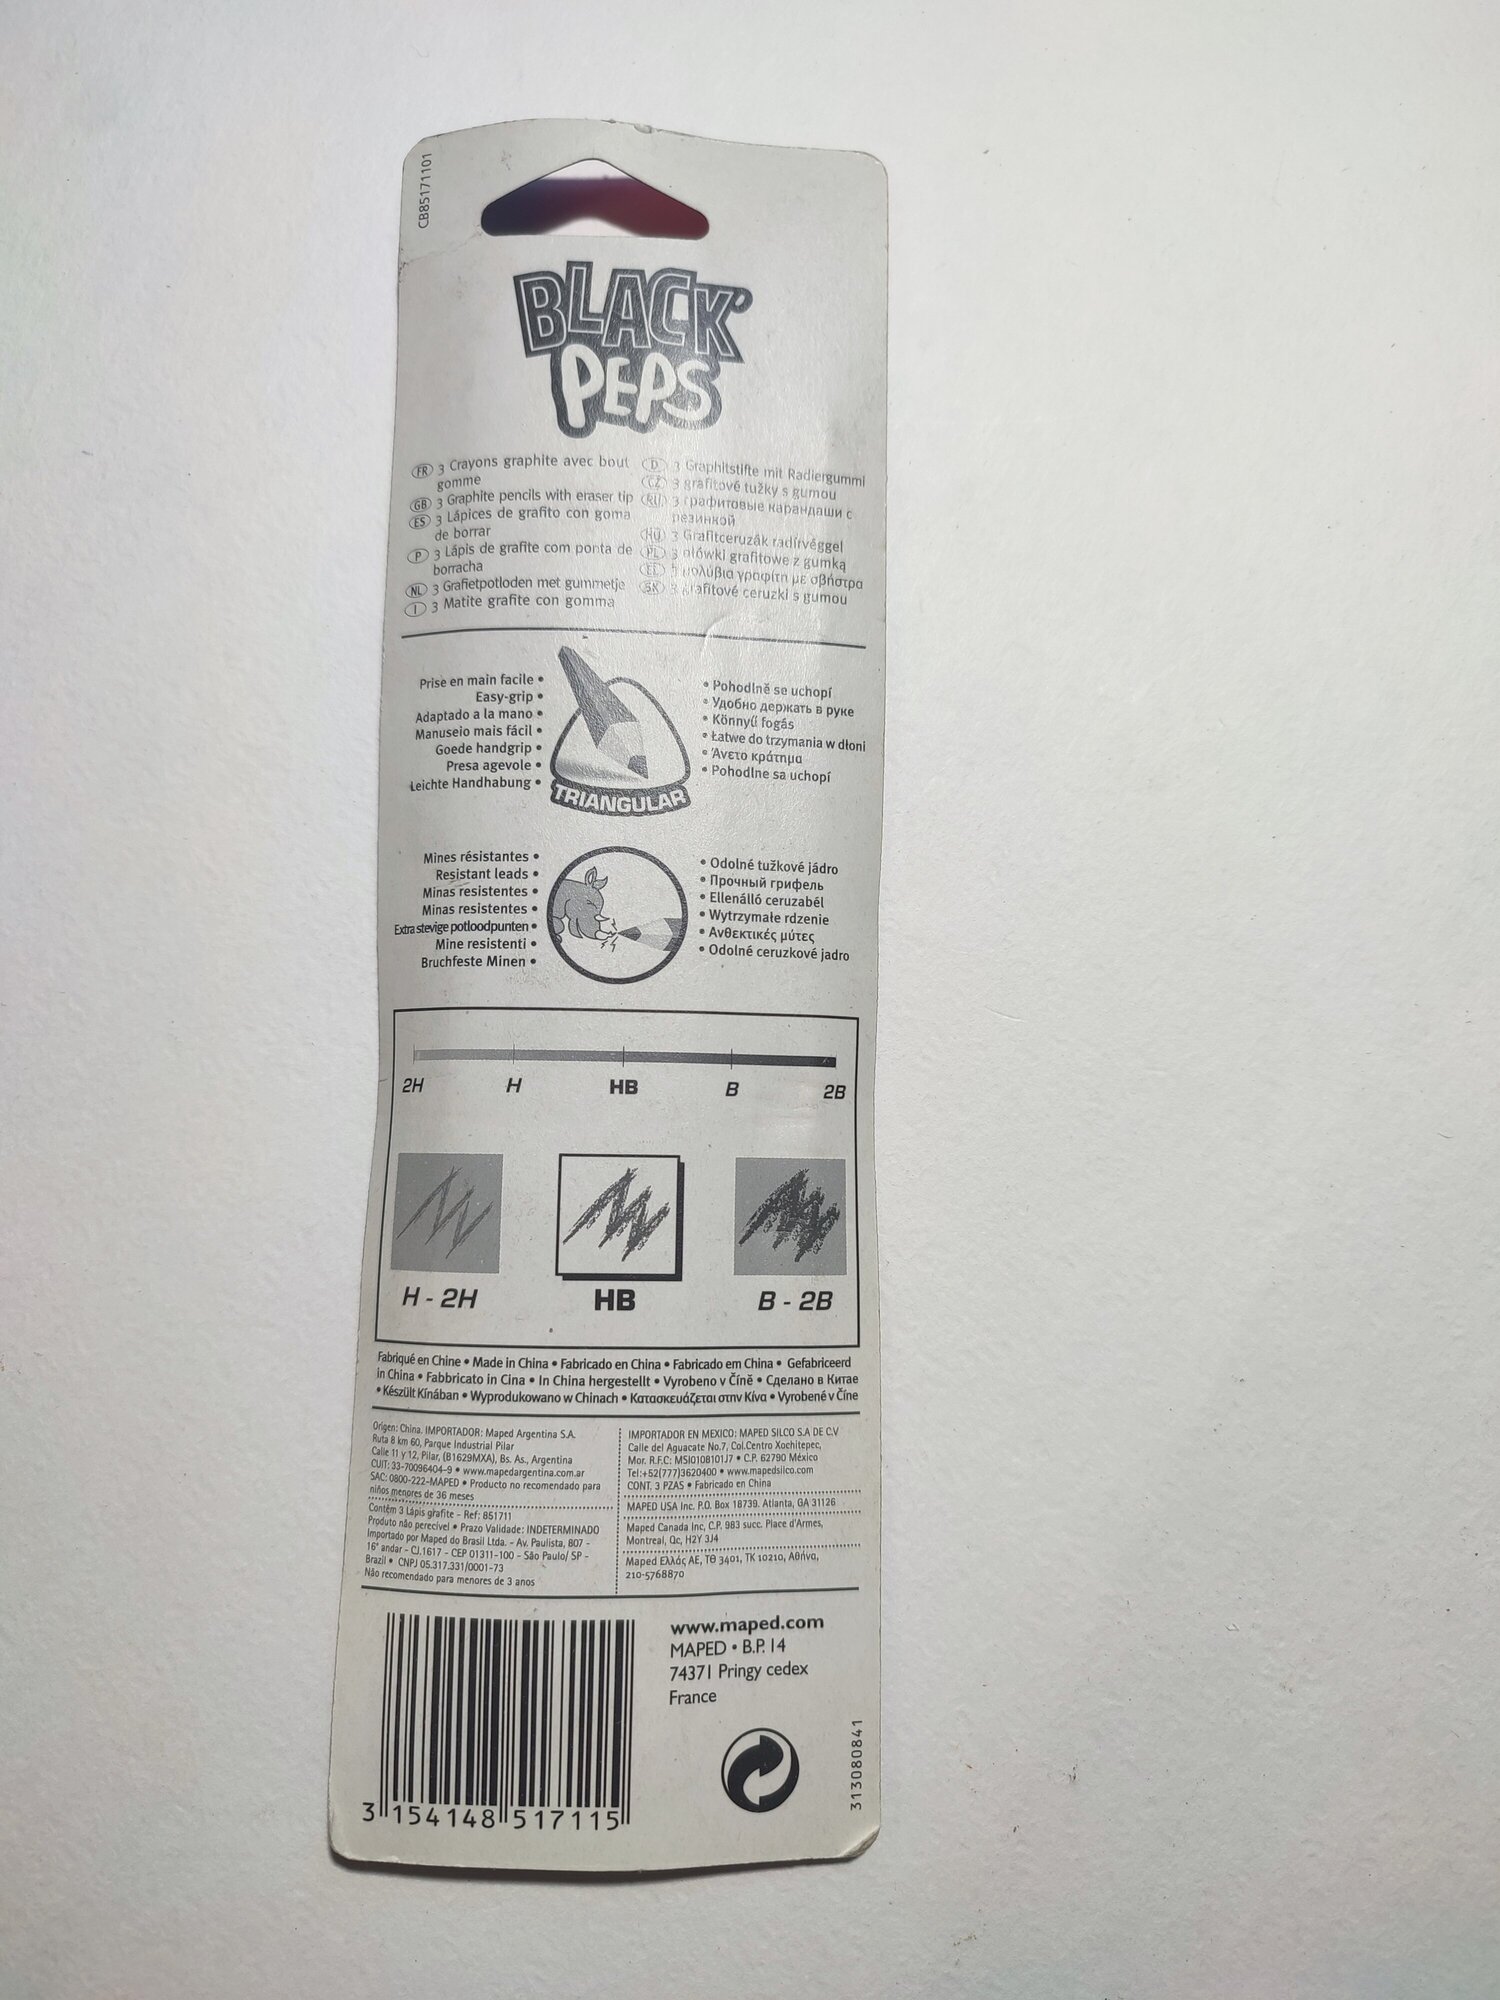 CB85171101
BLACK'
PEPS
FR 3 Crayons graphite avec bout
gomme
GB 3 Graphite pencils with eraser tip
ES 3 Lápices de grafito con goma
de borrar
P 3 Lápis de grafite com ponta de
borracha
NL 3 Grafietpotloden met gummetje
I 3 Matite grafite con gomma
D 3 Graphitstifte mit Radiergummi
CZ 3 grafitové tužky s gumou
RU 3 графитовые карандаши с
резинкой
HU 3 Grafitceruzák radírvéggel
PL 3 ołówki grafitowe z gumką
EL 3 μολύβια γραφίτη με σβήστρα
SK 3 grafitové ceruzki s gumou
Prise en main facile •
Easy-grip •
Adaptado a la mano •
Manuseio mais fácil •
Goede handgrip •
Presa agevole •
Leichte Handhabung •
TRIANGULAR
• Pohodlně se uchopí
• Удобно держать в руке
• Könnyű fogás
• Łatwe do trzymania w dłoni
• Άνετο κράτημα
• Pohodlne sa uchopí
Mines résistantes •
Resistant leads •
Minas resistentes •
Minas resistentes •
Extra stevige potloodpunten •
Mine resistenti •
Bruchfeste Minen •
• Odolné tužkové jádro
• Прочный грифель
• Ellenálló ceruzabél
• Wytrzymałe rdzenie
• Ανθεκτικές μύτες
• Odolné ceruzkové jadro
2H H HB B 2B
H - 2H HB B - 2B
Fabriqué en Chine • Made in China • Fabricado en China • Fabricado em China • Gefabriceerd
in China • Fabbricato in Cina • In China hergestellt • Vyrobeno v Číně • Сделано в Китае
• Készült Kínában • Wyprodukowano w Chinach • Κατασκευάζεται στην Κίνα • Vyrobené v Číne
Origen: China. IMPORTADOR: Maped Argentina S.A.
Ruta 8 km 60, Parque Industrial Pilar
Calle 11 y 12, Pilar, (B1629MXA), Bs. As., Argentina
CUIT: 33-70096404-9 • www.mapedargentina.com.ar
SAC: 0800-222-MAPED • Producto no recomendado para
niños menores de 36 meses
Contém 3 Lápis grafite - Ref: 851711
Produto não perecível • Prazo Validade: INDETERMINADO
Importado por Maped do Brasil Ltda. - Av. Paulista, 807 -
16° andar - CJ.1617 - CEP 01311-100 - São Paulo/ SP -
Brazil • CNPJ 05.317.331/0001-73
Não recomendado para menores de 3 anos
IMPORTADOR EN MEXICO: MAPED SILCO S.A DE C.V
Calle del Aguacate No.7, Col.Centro Xochitepec,
Mor. R.F.C: MSI0108101J7 • C.P. 62790 México
Tel:+52(777)3620400 • www.mapedsilco.com
CONT. 3 PZAS • Fabricado en China
MAPED USA Inc. P.O. Box 18739. Atlanta, GA 31126
Maped Canada Inc, C.P. 983 succ. Place d'Armes,
Montreal, Qc, H2Y 3J4
Maped Ελλάς ΑΕ, ΤΘ 3401, ΤΚ 10210, Αθήνα,
210-5768870
3 154148 517115
www.maped.com
MAPED • B.P. 14
74371 Pringy cedex
France
313080841